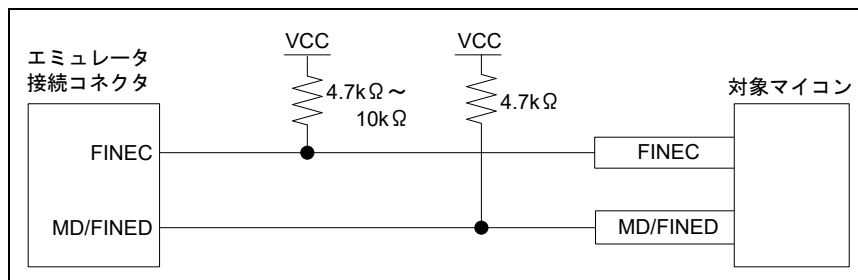 エミュレータ
接続コネクタ
VCC
VCC
4.7kΩ～
10kΩ
4.7kΩ
対象マイコン
FINEC
FINEC
MD/FINED
MD/FINED